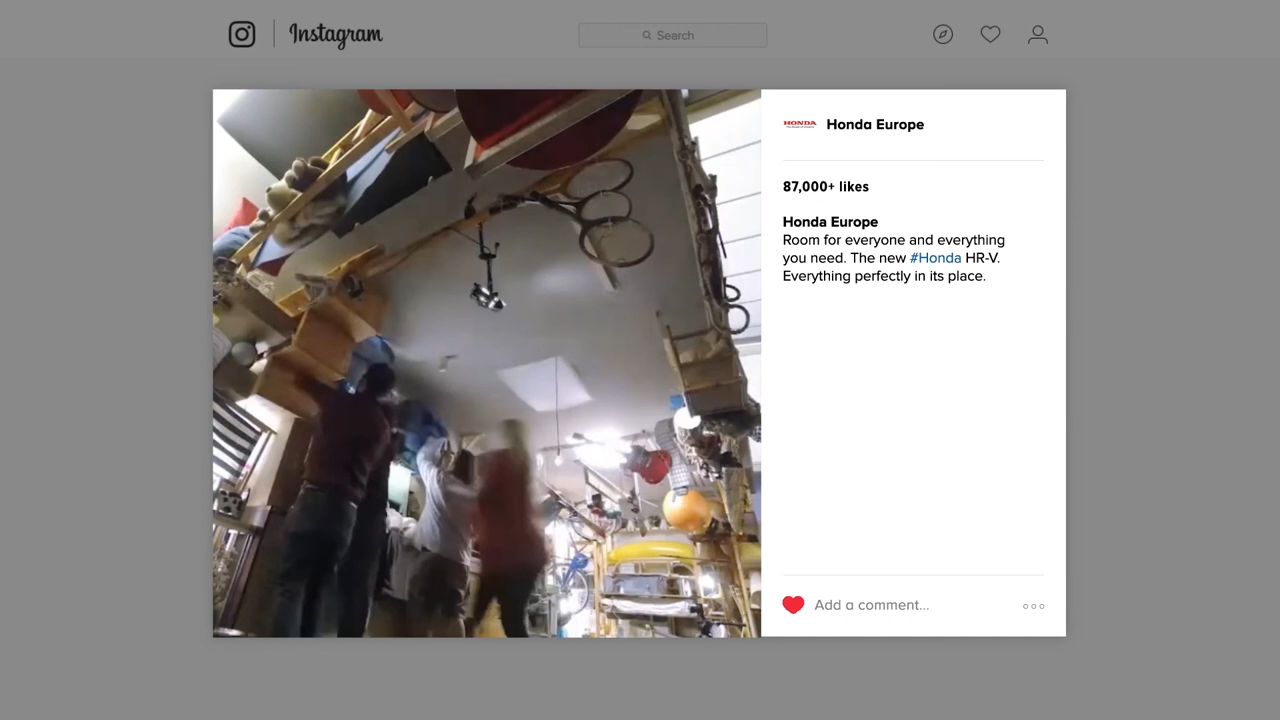 Instagram
Search
HONDA
Honda Europe
87,000+ likes
Honda Europe
Room for everyone and everything
you need. The new #Honda HR-V.
Everything perfectly in its place.
Add a comment...